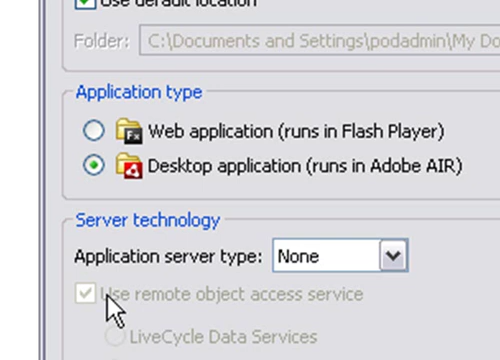 Use default location
Folder: C:\Documents and Settings\podadmin\My Do
Application type
Fx Web application (runs in Flash Player)
Desktop application (runs in Adobe AIR)
Server technology
Application server type: None
Use remote object access service
LiveCycle Data Services